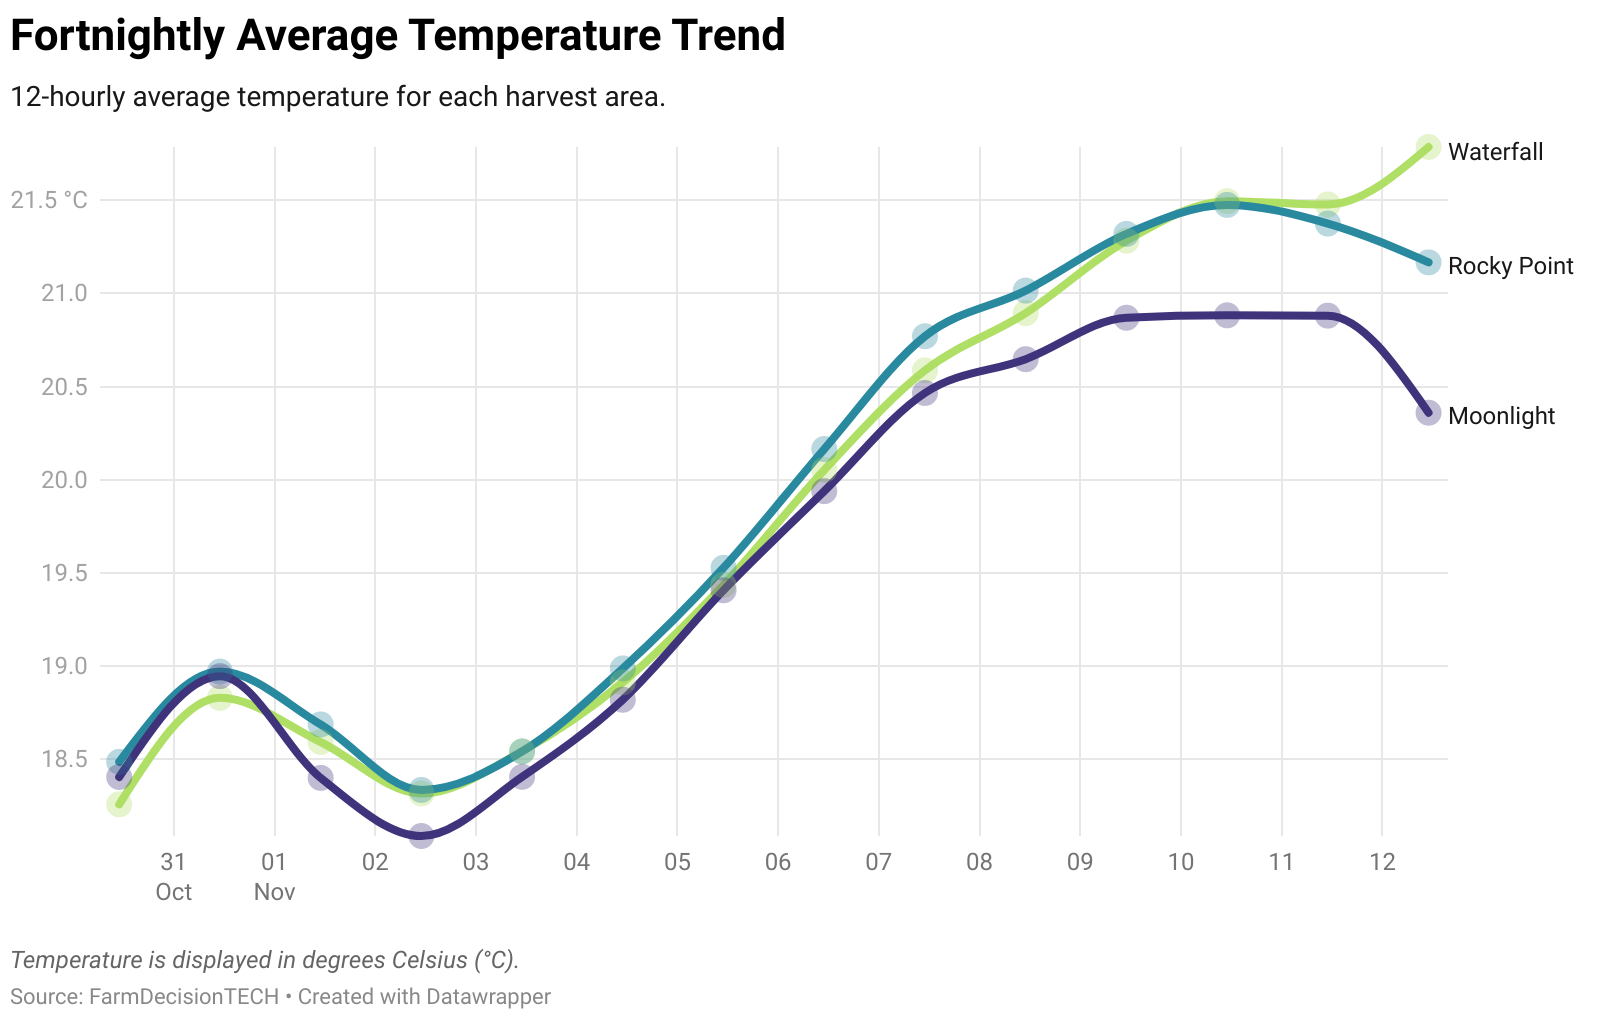 Fortnightly Average Temperature Trend
12-hourly average temperature for each harvest area.
Waterfall
21.5 °C
Rocky Point
21.0
20.5
Moonlight
20.0
19.5
19.0
18.5
31 01 02 03 04 05 06 07 08 09 10 11 12
Oct Nov
Temperature is displayed in degrees Celsius (°C).
Source: FarmDecisionTECH • Created with Datawrapper